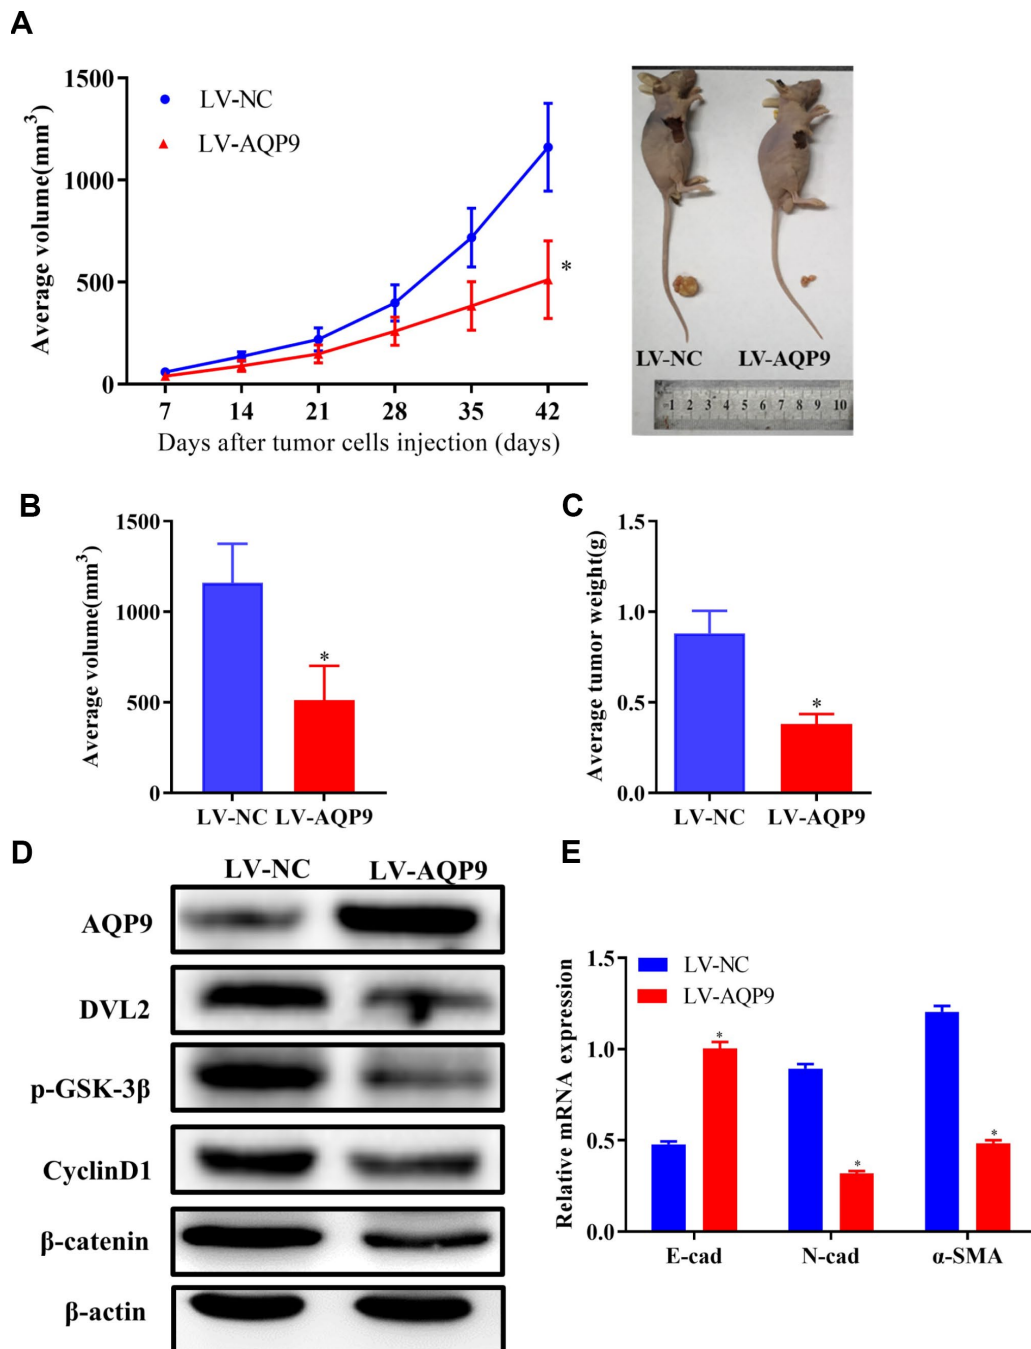 A
1500
1000
500
0
Average volume(mm³)
LV-NC
LV-AQP9
*
7 14 21 28 35 42
Days after tumor cells injection (days)
LV-NC LV-AQP9
1 2 3 4 5 6 7 8 9 10
B
1500
1000
500
0
Average volume(mm³)
*
LV-NC LV-AQP9
C
1.5
1.0
0.5
0.0
Average tumor weight(g)
*
LV-NC LV-AQP9
D
LV-NC LV-AQP9
AQP9
DVL2
p-GSK-3β
CyclinD1
β-catenin
β-actin
E
1.5
1.0
0.5
0.0
Relative mRNA expression
LV-NC
LV-AQP9
*
*
*
E-cad N-cad α-SMA